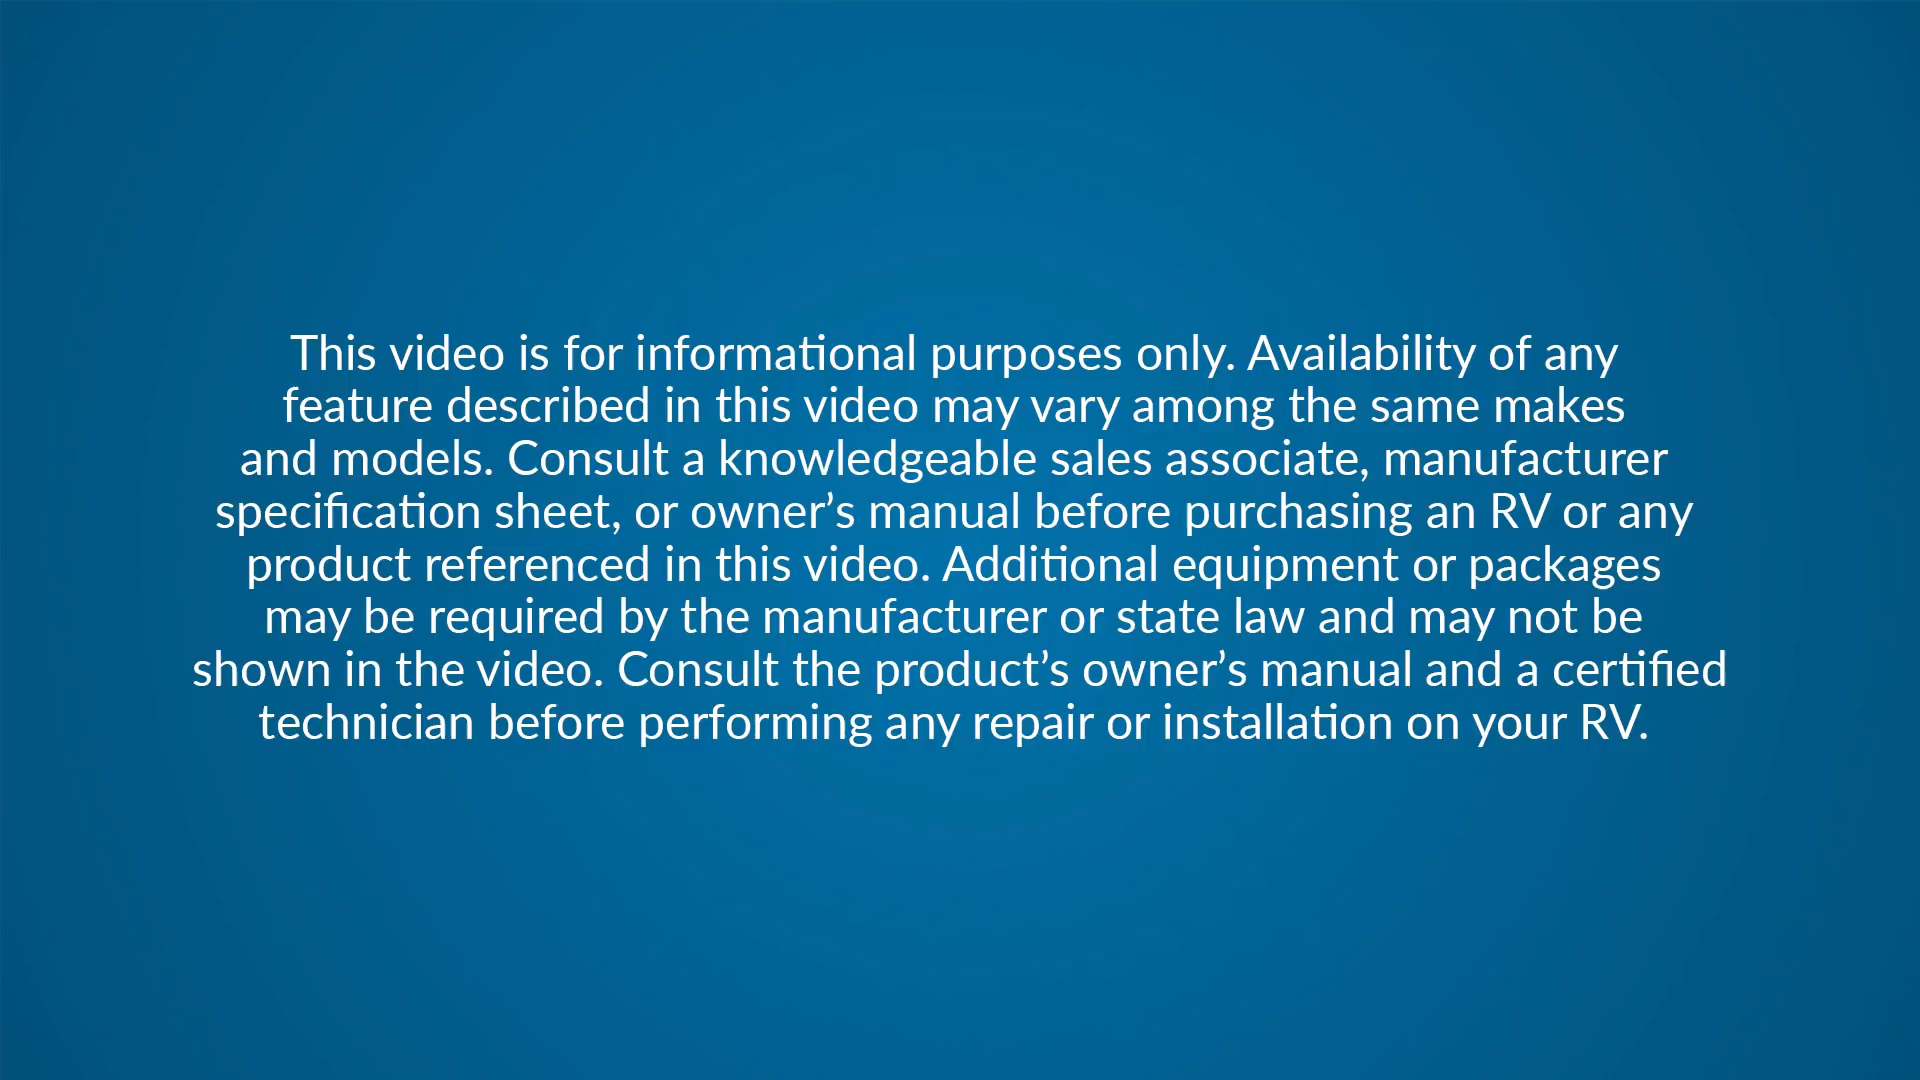 This video is for informational purposes only. Availability of any
feature described in this video may vary among the same makes
and models. Consult a knowledgeable sales associate, manufacturer
specification sheet, or owner’s manual before purchasing an RV or any
product referenced in this video. Additional equipment or packages
may be required by the manufacturer or state law and may not be
shown in the video. Consult the product’s owner’s manual and a certified
technician before performing any repair or installation on your RV.